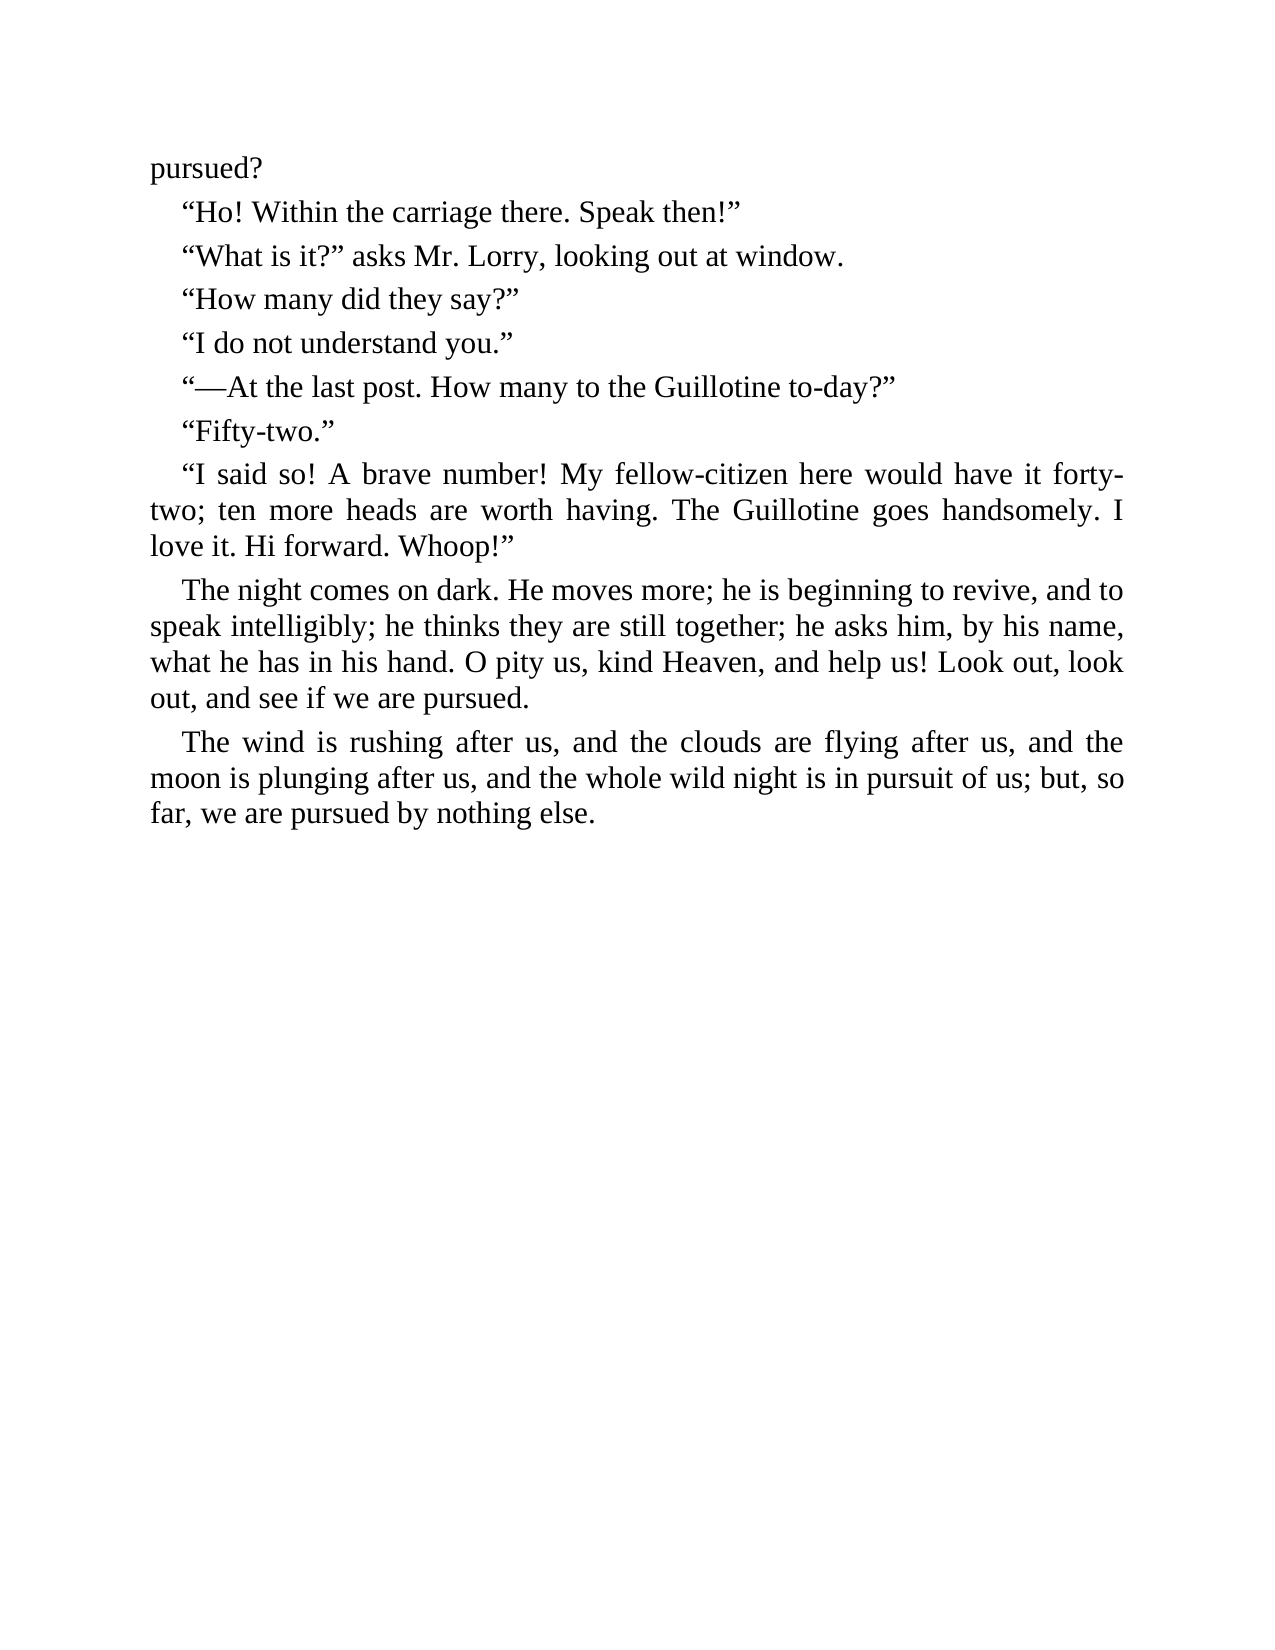 pursued?
“Ho! Within the carriage there. Speak then!”
“What is it?” asks Mr. Lorry, looking out at window.
“How many did they say?”
“I do not understand you.”
“—At the last post. How many to the Guillotine to-day?”
“Fifty-two.”
“I said so! A brave number! My fellow-citizen here would have it forty-
two; ten more heads are worth having. The Guillotine goes handsomely. I
love it. Hi forward. Whoop!”
The night comes on dark. He moves more; he is beginning to revive, and to
speak intelligibly; he thinks they are still together; he asks him, by his name,
what he has in his hand. O pity us, kind Heaven, and help us! Look out, look
out, and see if we are pursued.
The wind is rushing after us, and the clouds are flying after us, and the
moon is plunging after us, and the whole wild night is in pursuit of us; but, so
far, we are pursued by nothing else.